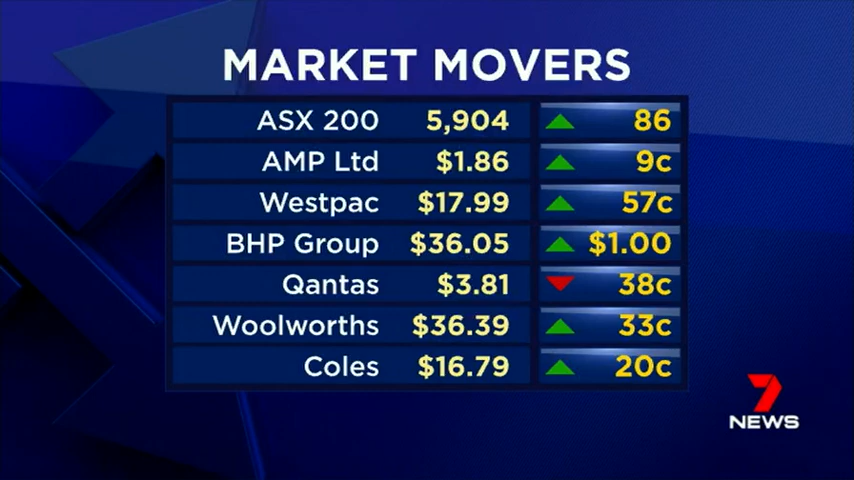 MARKET MOVERS
ASX 200 5,904 86
AMP Ltd $1.86 9c
Westpac $17.99 57c
BHP Group $36.05 $1.00
Qantas $3.81 38c
Woolworths $36.39 33c
Coles $16.79 20c
7
NEWS